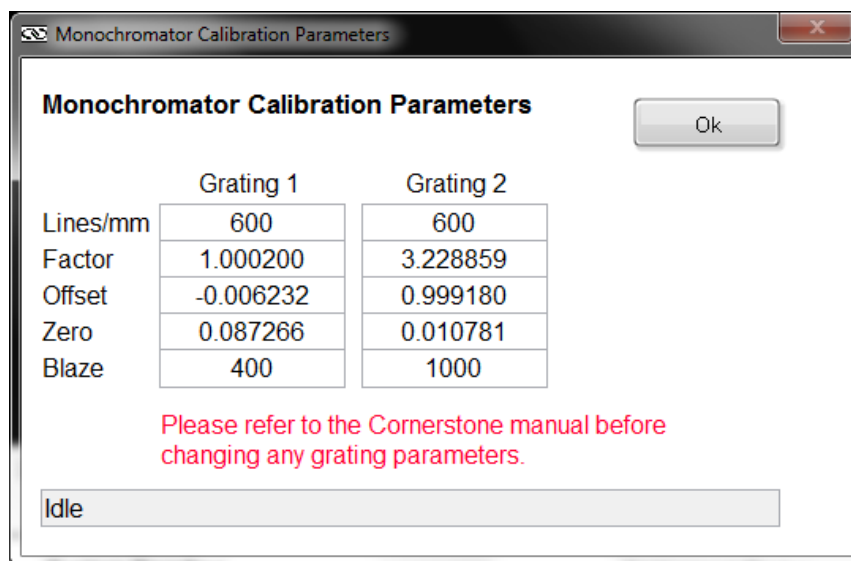 Monochromator Calibration Parameters
Monochromator Calibration Parameters
Ok
Grating 1 Grating 2
Lines/mm 600 600
Factor 1.000200 3.228859
Offset -0.006232 0.999180
Zero 0.087266 0.010781
Blaze 400 1000
Please refer to the Cornerstone manual before
changing any grating parameters.
Idle